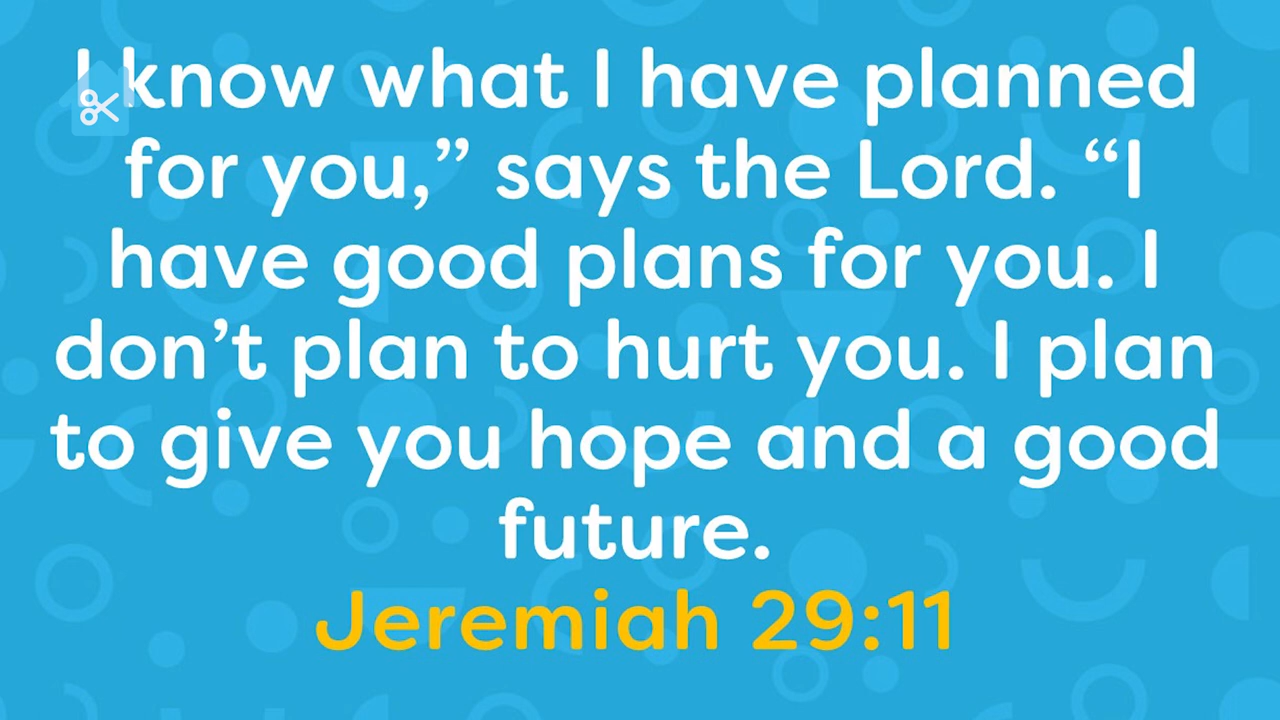 I know what I have planned
for you,” says the Lord. “I
have good plans for you. I
don’t plan to hurt you. I plan
to give you hope and a good
future.
Jeremiah 29:11